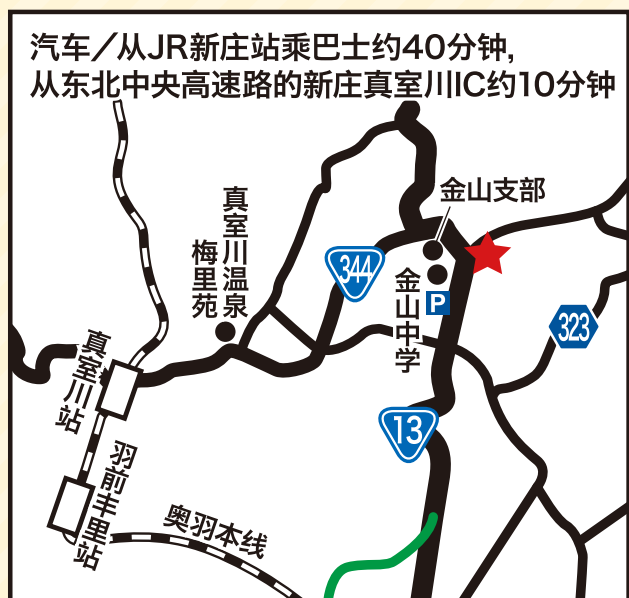 汽车／从JR新庄站乘巴士约40分钟,
从东北中央高速路的新庄真室川IC约10分钟
金山支部
真室川温泉
梅里苑
344
金山中学
P
323
真室川站
13
羽前丰里站
奥羽本线